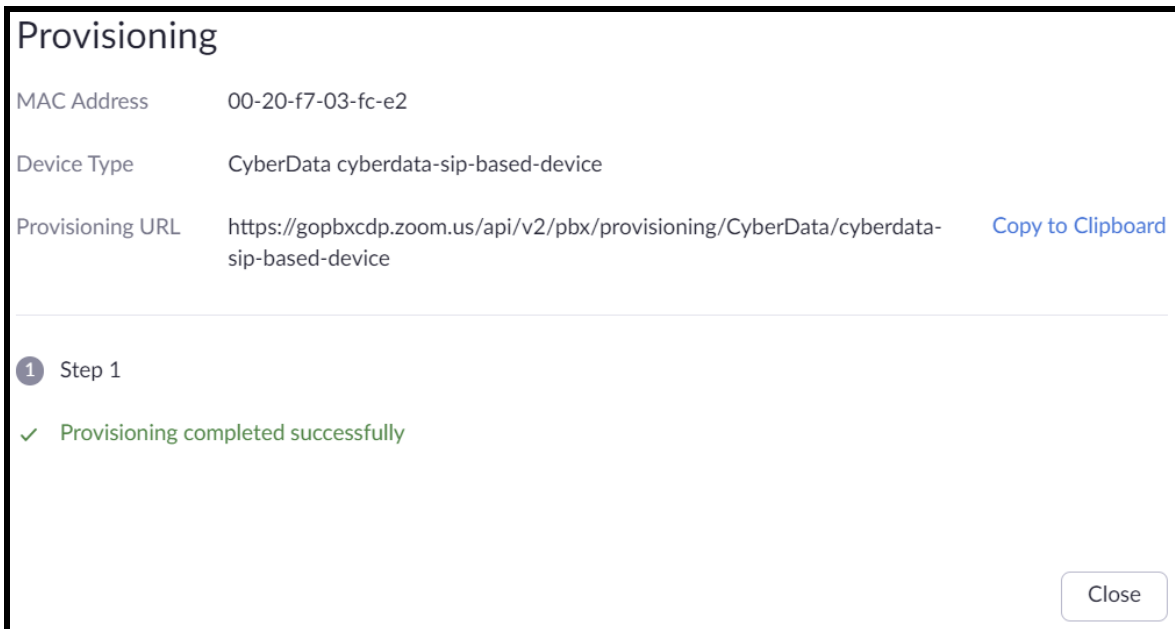 Provisioning
MAC Address 00-20-f7-03-fc-e2
Device Type CyberData cyberdata-sip-based-device
Provisioning URL https://gopbxcdp.zoom.us/api/v2/pbx/provisioning/CyberData/cyberdata- Copy to Clipboard
sip-based-device
1 Step 1
✓ Provisioning completed successfully
Close